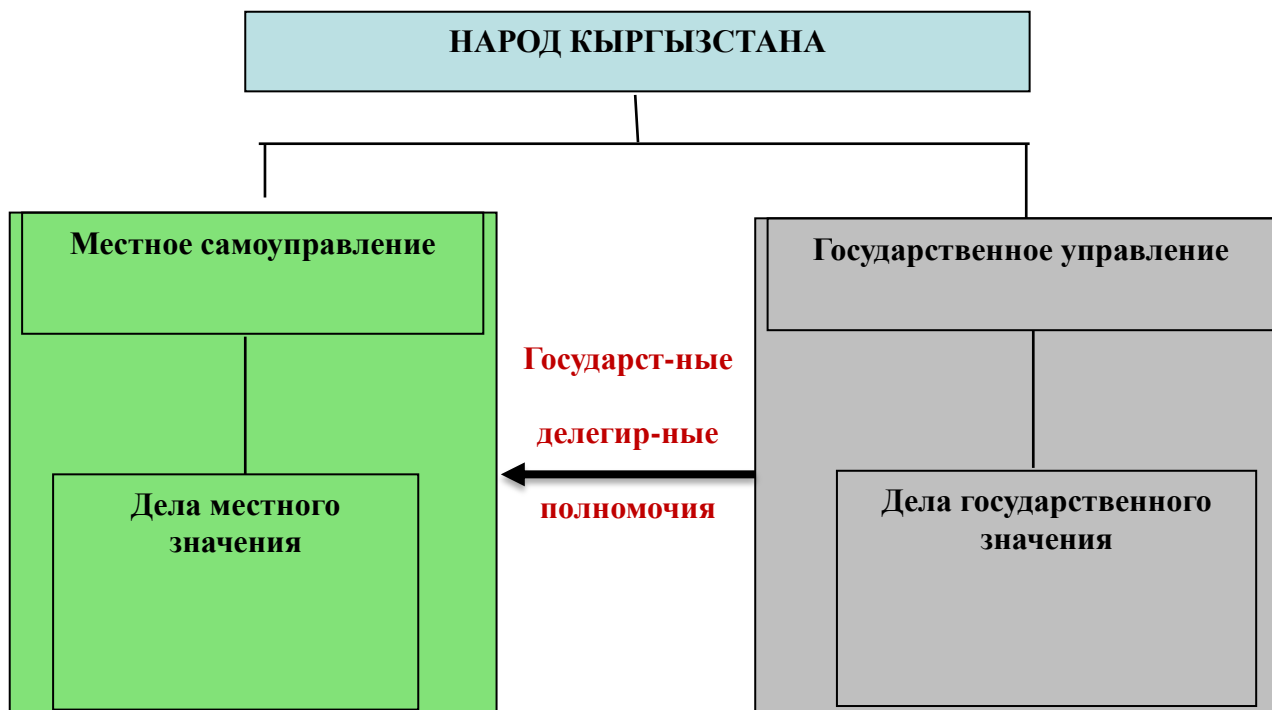 НАРОД КЫРГЫЗСТАНА
Местное самоуправление
Государственное управление
Государст-ные
делегир-ные
полномочия
Дела местного
значения
Дела государственного
значения